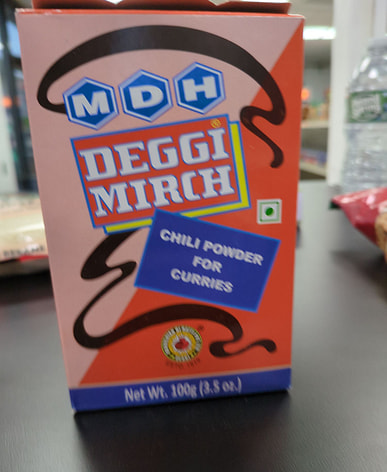 MDH
DEGGI
MIRCH
CHILI POWDER
FOR
CURRIES
Net Wt. 100g (3.5 oz.)